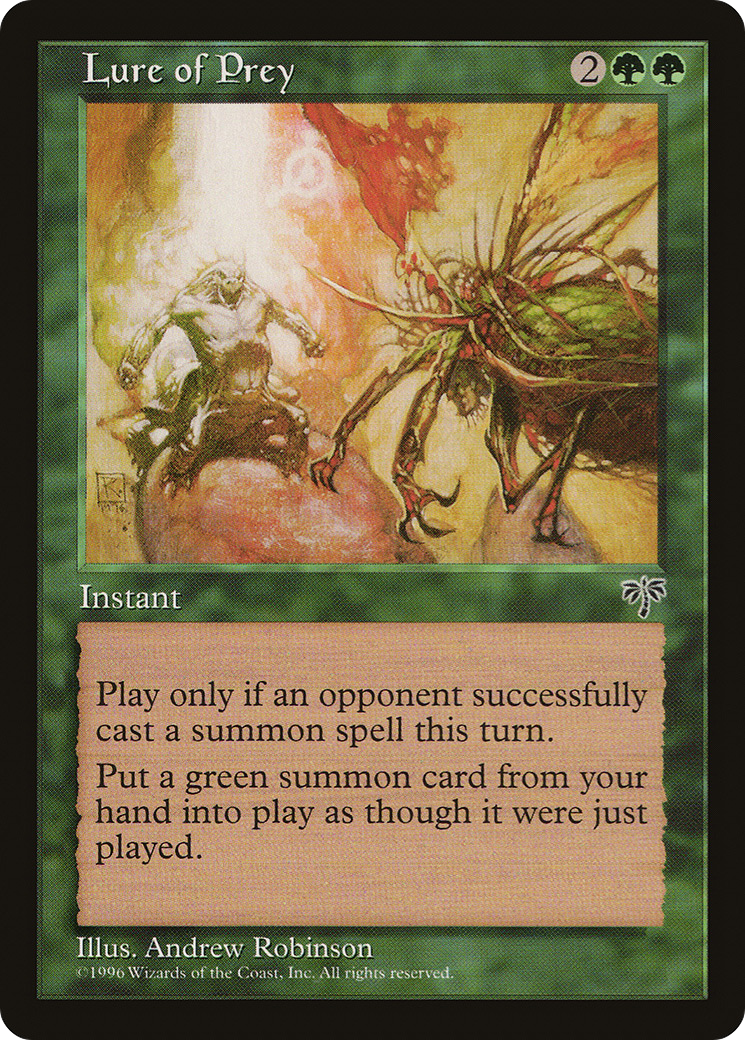 Lure of Prey
2
Instant
Play only if an opponent successfully
cast a summon spell this turn.
Put a green summon card from your
hand into play as though it were just
played.
Illus. Andrew Robinson
©1996 Wizards of the Coast, Inc. All rights reserved.